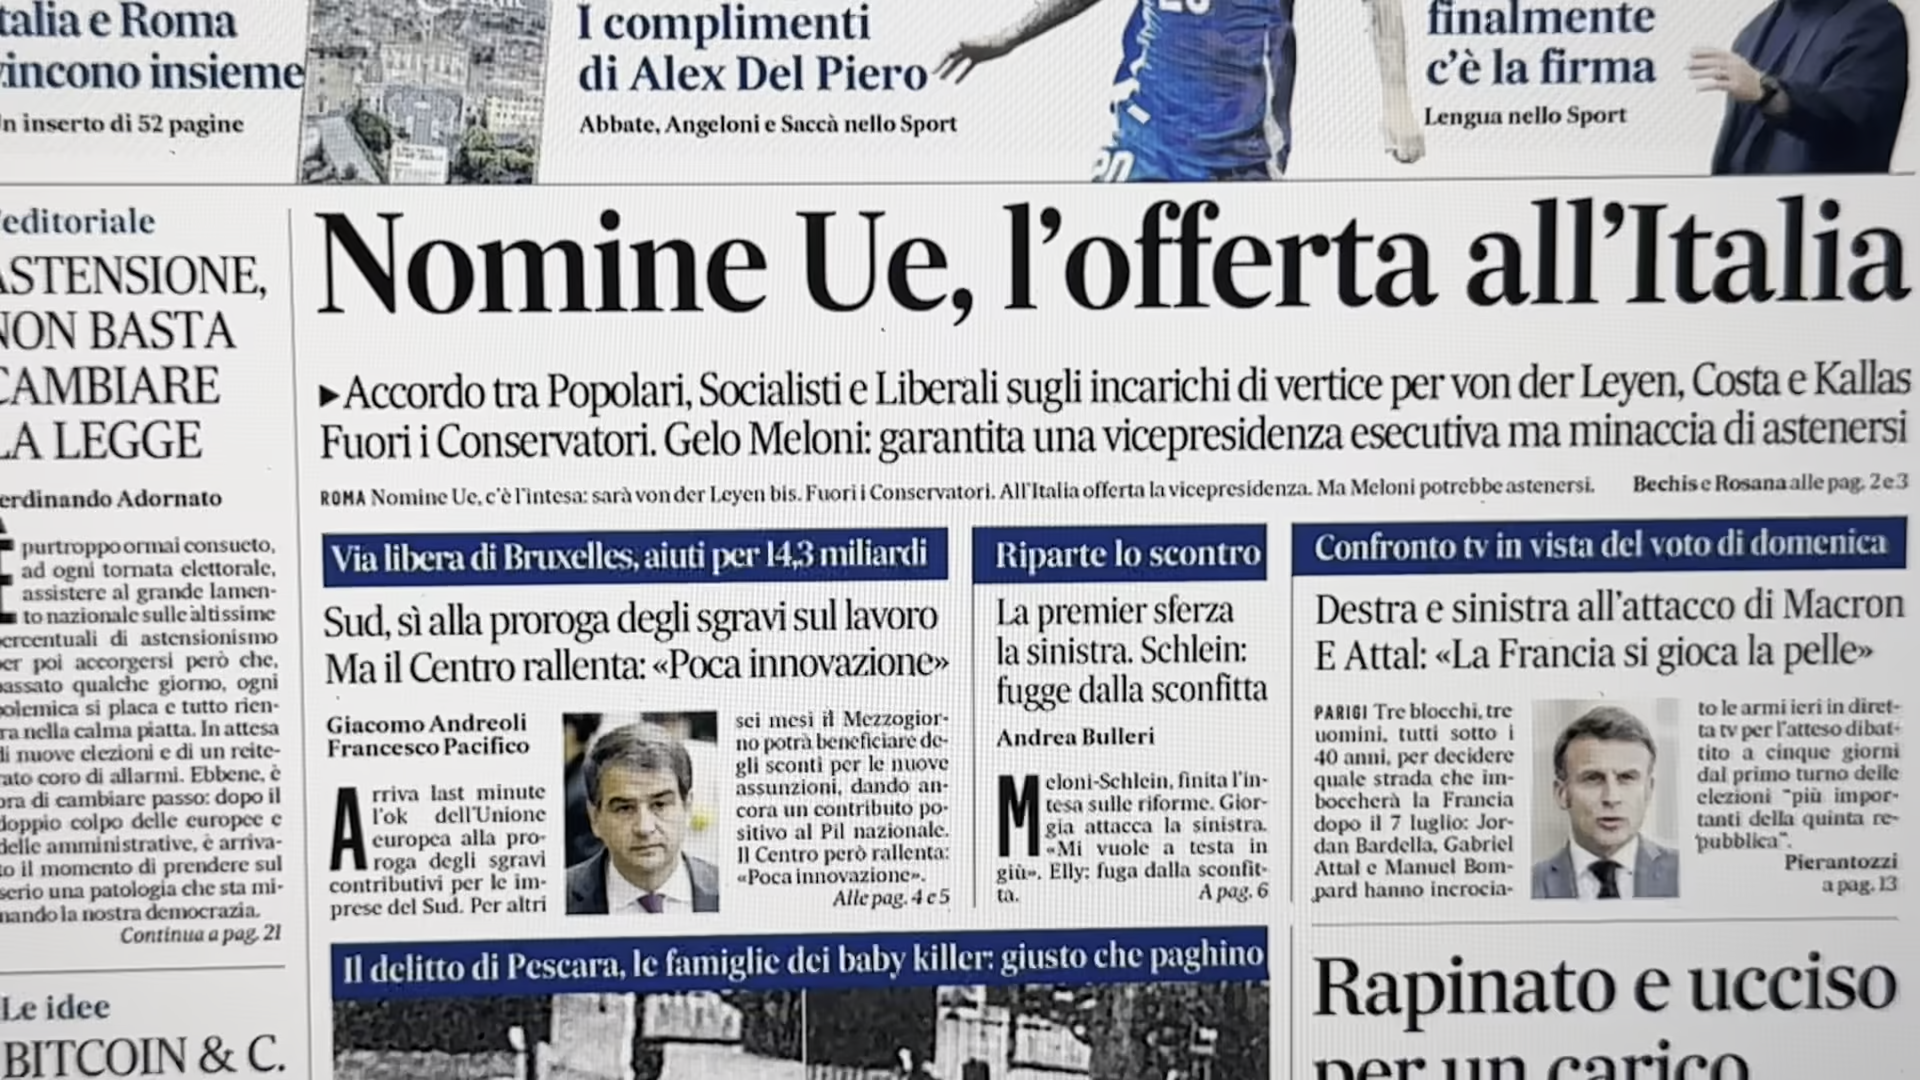 talia e Roma
vincono insieme
n inserto di 52 pagine
I complimenti
di Alex Del Piero
Abbate, Angeloni e Saccà nello Sport
finalmente
c'è la firma
Lengua nello Sport
'editoriale
ASTENSIONE,
NON BASTA
CAMBIARE
LA LEGGE
erdinando Adornato
È purtroppo ormai consueto,
ad ogni tornata elettorale,
assistere al grande lamen-
to nazionale sulle altissime
percentuali di astensionismo
per poi accorgersi però che,
passato qualche giorno, ogni
polemica si placa e tutto rien-
tra nella calma piatta. In attesa
di nuove elezioni e di un reite-
rato coro di allarmi. Ebbene, è
ora di cambiare passo: dopo il
doppio colpo delle europee e
delle amministrative, è arriva-
to il momento di prendere sul
serio una patologia che sta mi-
nando la nostra democrazia.
Continua a pag. 21
Le idee
BITCOIN & C.
Nomine Ue, l'offerta all'Italia
►Accordo tra Popolari, Socialisti e Liberali sugli incarichi di vertice per von der Leyen, Costa e Kallas
Fuori i Conservatori. Gelo Meloni: garantita una vicepresidenza esecutiva ma minaccia di astenersi
ROMA Nomine Ue, c'è l'intesa: sarà von der Leyen bis. Fuori i Conservatori. All'Italia offerta la vicepresidenza. Ma Meloni potrebbe astenersi. Bechis e Rosana alle pag. 2 e 3
Via libera di Bruxelles, aiuti per 14,3 miliardi
Sud, sì alla proroga degli sgravi sul lavoro
Ma il Centro rallenta: «Poca innovazione»
Giacomo Andreoli
Francesco Pacifico
Arriva last minute
l'ok dell'Unione
europea alla pro-
roga degli sgravi
contributivi per le im-
prese del Sud. Per altri
sei mesi il Mezzogior-
no potrà beneficiare de-
gli sconti per le nuove
assunzioni, dando an-
cora un contributo po-
sitivo al Pil nazionale.
Il Centro però rallenta:
«Poca innovazione».
Alle pag. 4 e 5
Riparte lo scontro
La premier sferza
la sinistra. Schlein:
fugge dalla sconfitta
Andrea Bulleri
Meloni-Schlein, finita l'in-
tesa sulle riforme. Gior-
gia attacca la sinistra.
«Mi vuole a testa in
giù». Elly: fuga dalla sconfit-
ta. A pag. 6
Confronto tv in vista del voto di domenica
Destra e sinistra all'attacco di Macron
E Attal: «La Francia si gioca la pelle»
PARIGI Tre blocchi, tre
uomini, tutti sotto i
40 anni, per decidere
quale strada che im-
boccherà la Francia
dopo il 7 luglio: Jor-
dan Bardella, Gabriel
Attal e Manuel Bom-
pard hanno incrocia-
to le armi ieri in diret-
ta tv per l'atteso dibat-
tito a cinque giorni
dal primo turno delle
elezioni "più impor-
tanti della quinta re-
pubblica".
Pierantozzi
a pag. 13
Il delitto di Pescara, le famiglie dei baby killer: giusto che paghino
Rapinato e ucciso
per un carico